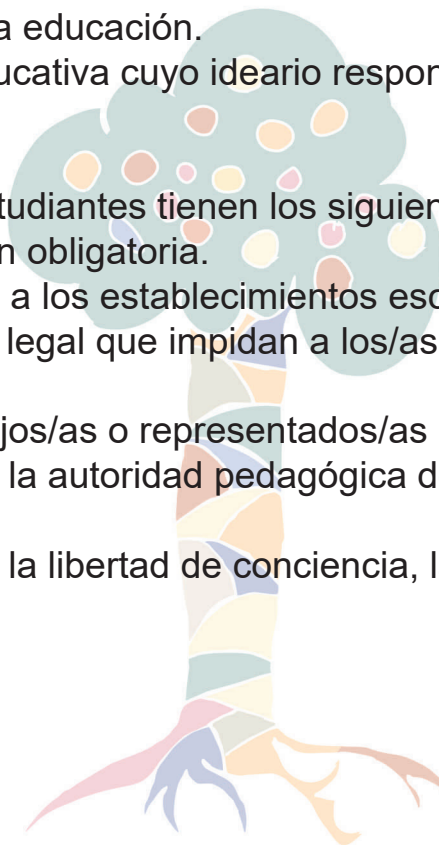 a educación.
ucativa cuyo ideario respon
tudiantes tienen los siguien
n obligatoria.
a los establecimientos esc
legal que impidan a los/as
jos/as o representados/as
la autoridad pedagógica d
la libertad de conciencia, l